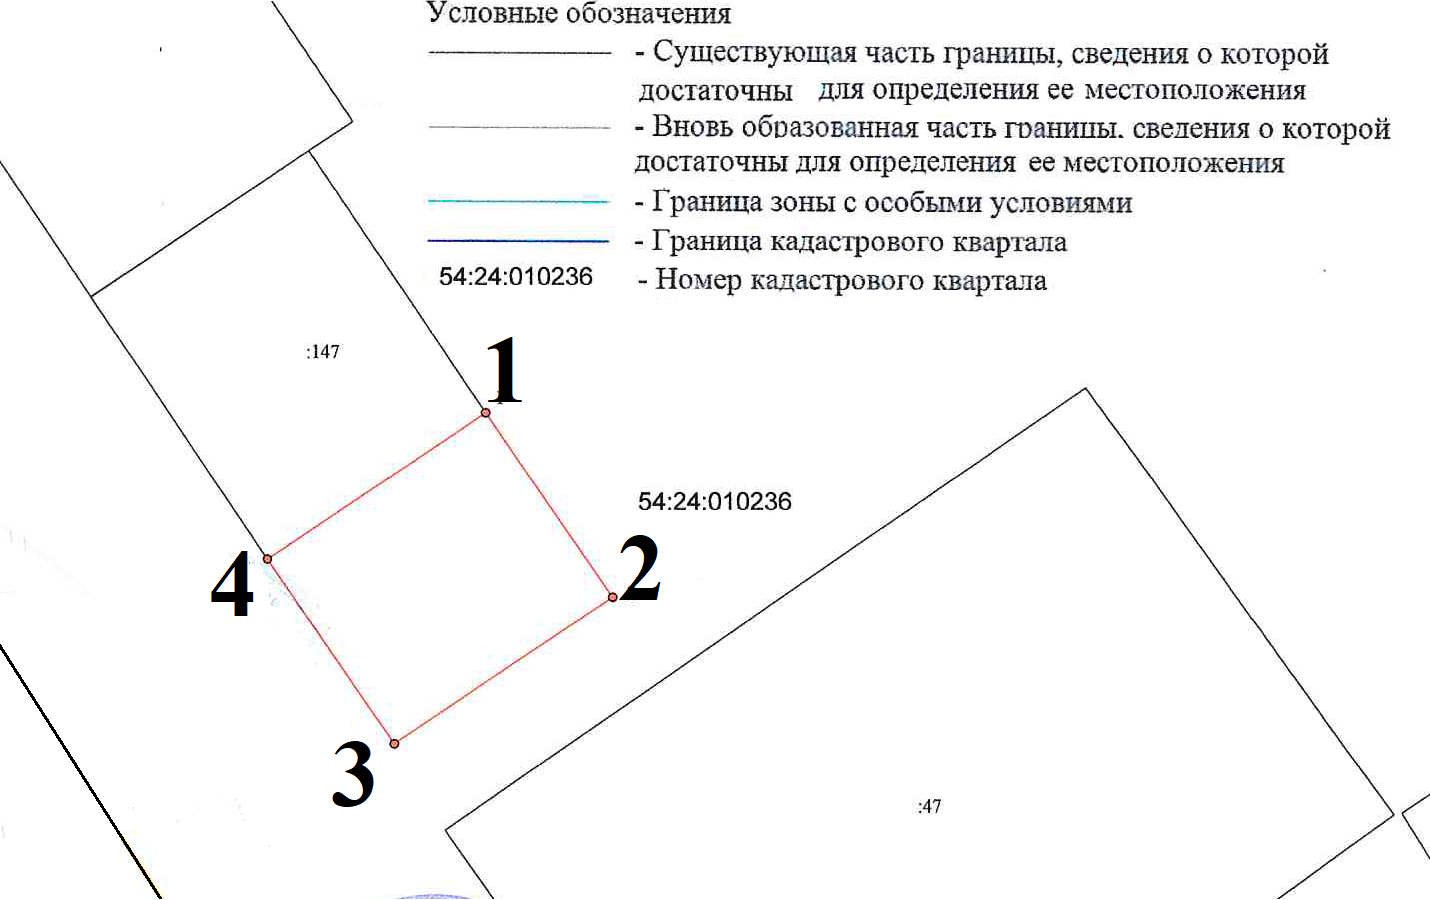 Условные обозначения
- Существующая часть границы, сведения о которой
достаточны для определения ее местоположения
- Вновь образованная часть границы, сведения о которой
достаточны для определения ее местоположения
- Граница зоны с особыми условиями
- Граница кадастрового квартала
54:24:010236 - Номер кадастрового квартала
:147
1
54:24:010236
2
4
3
:47